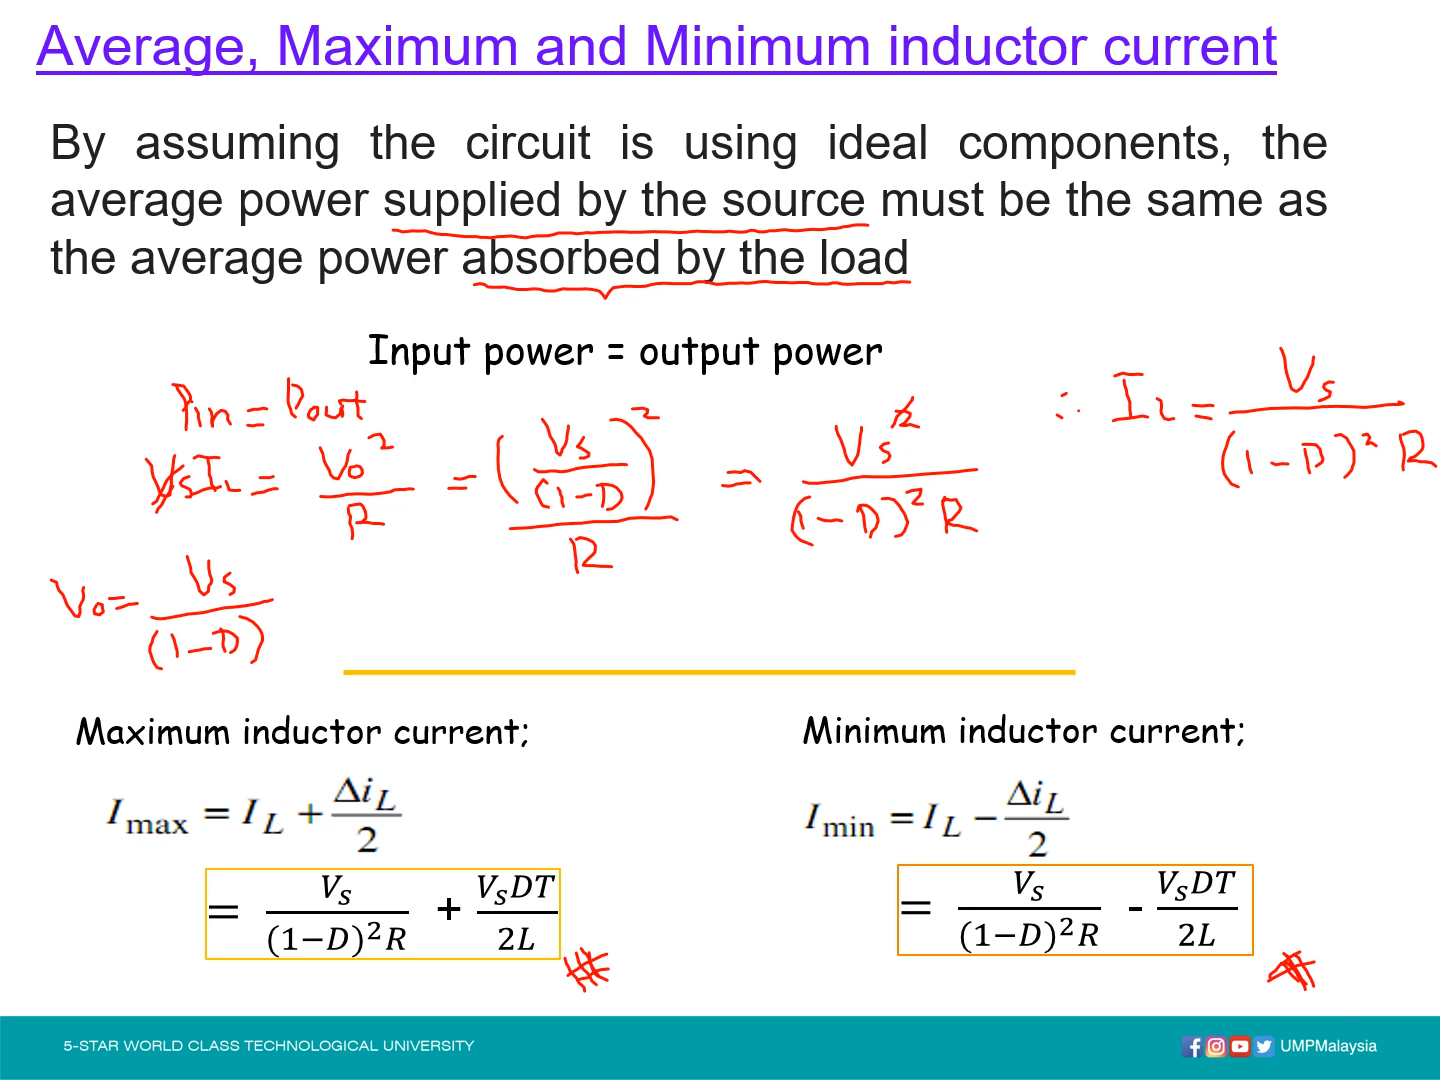 Average, Maximum and Minimum inductor current
By assuming the circuit is using ideal components, the
average power supplied by the source must be the same as
the average power absorbed by the load
Input power = output power
Pin = Pout
VsIL = Vo²/R = (Vs/(1-D))²/R = Vs²/((1-D)²R)
∴ IL = Vs/((1-D)²R)
Vo = Vs/(1-D)
Maximum inductor current;
I max = I L + ΔiL/2
= Vs/((1−D)²R) + VsDT/2L
Minimum inductor current;
I min = I L − ΔiL/2
= Vs/((1−D)²R) - VsDT/2L
5-STAR WORLD CLASS TECHNOLOGICAL UNIVERSITY
UMPMalaysia